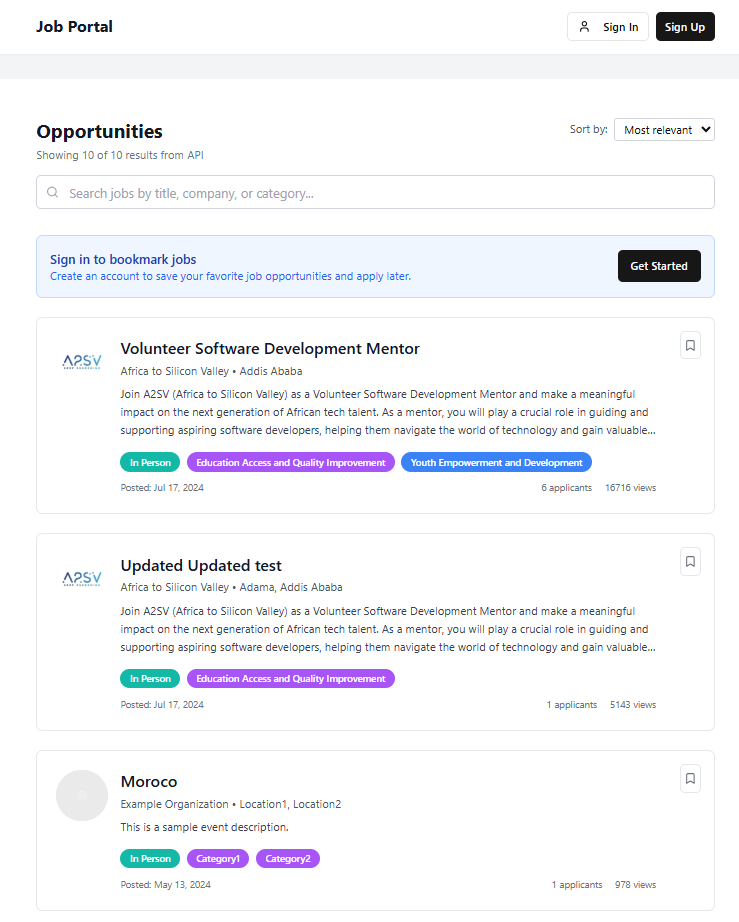 Job Portal
Sign In
Sign Up
Opportunities
Sort by:
Most relevant
Showing 10 of 10 results from API
Search jobs by title, company, or category...
Sign in to bookmark jobs
Create an account to save your favorite job opportunities and apply later.
Get Started
A2SV
Volunteer Software Development Mentor
Africa to Silicon Valley • Addis Ababa
Join A2SV (Africa to Silicon Valley) as a Volunteer Software Development Mentor and make a meaningful
impact on the next generation of African tech talent. As a mentor, you will play a crucial role in guiding and
supporting aspiring software developers, helping them navigate the world of technology and gain valuable...
In Person
Education Access and Quality Improvement
Youth Empowerment and Development
Posted: Jul 17, 2024
6 applicants
16716 views
A2SV
Updated Updated test
Africa to Silicon Valley • Adama, Addis Ababa
Join A2SV (Africa to Silicon Valley) as a Volunteer Software Development Mentor and make a meaningful
impact on the next generation of African tech talent. As a mentor, you will play a crucial role in guiding and
supporting aspiring software developers, helping them navigate the world of technology and gain valuable...
In Person
Education Access and Quality Improvement
Posted: Jul 17, 2024
1 applicants
5143 views
Moroco
Example Organization • Location1, Location2
This is a sample event description.
In Person
Category1
Category2
Posted: May 13, 2024
1 applicants
978 views